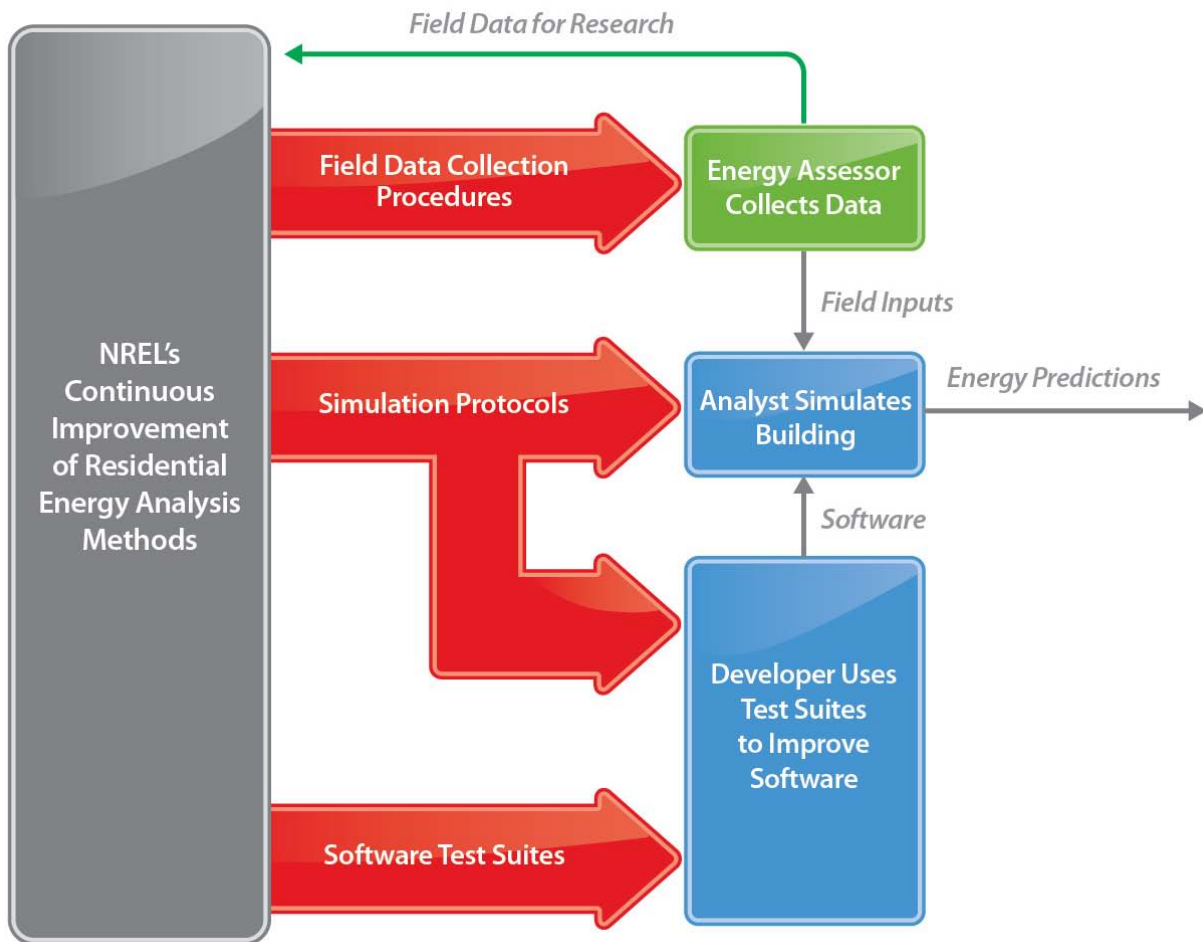 Field Data for Research
Field Data Collection
Procedures
Energy Assessor
Collects Data
Field Inputs
NREL's
Continuous
Improvement
of Residential
Energy Analysis
Methods
Simulation Protocols
Analyst Simulates
Building
Energy Predictions
Software
Developer Uses
Test Suites
to Improve
Software
Software Test Suites